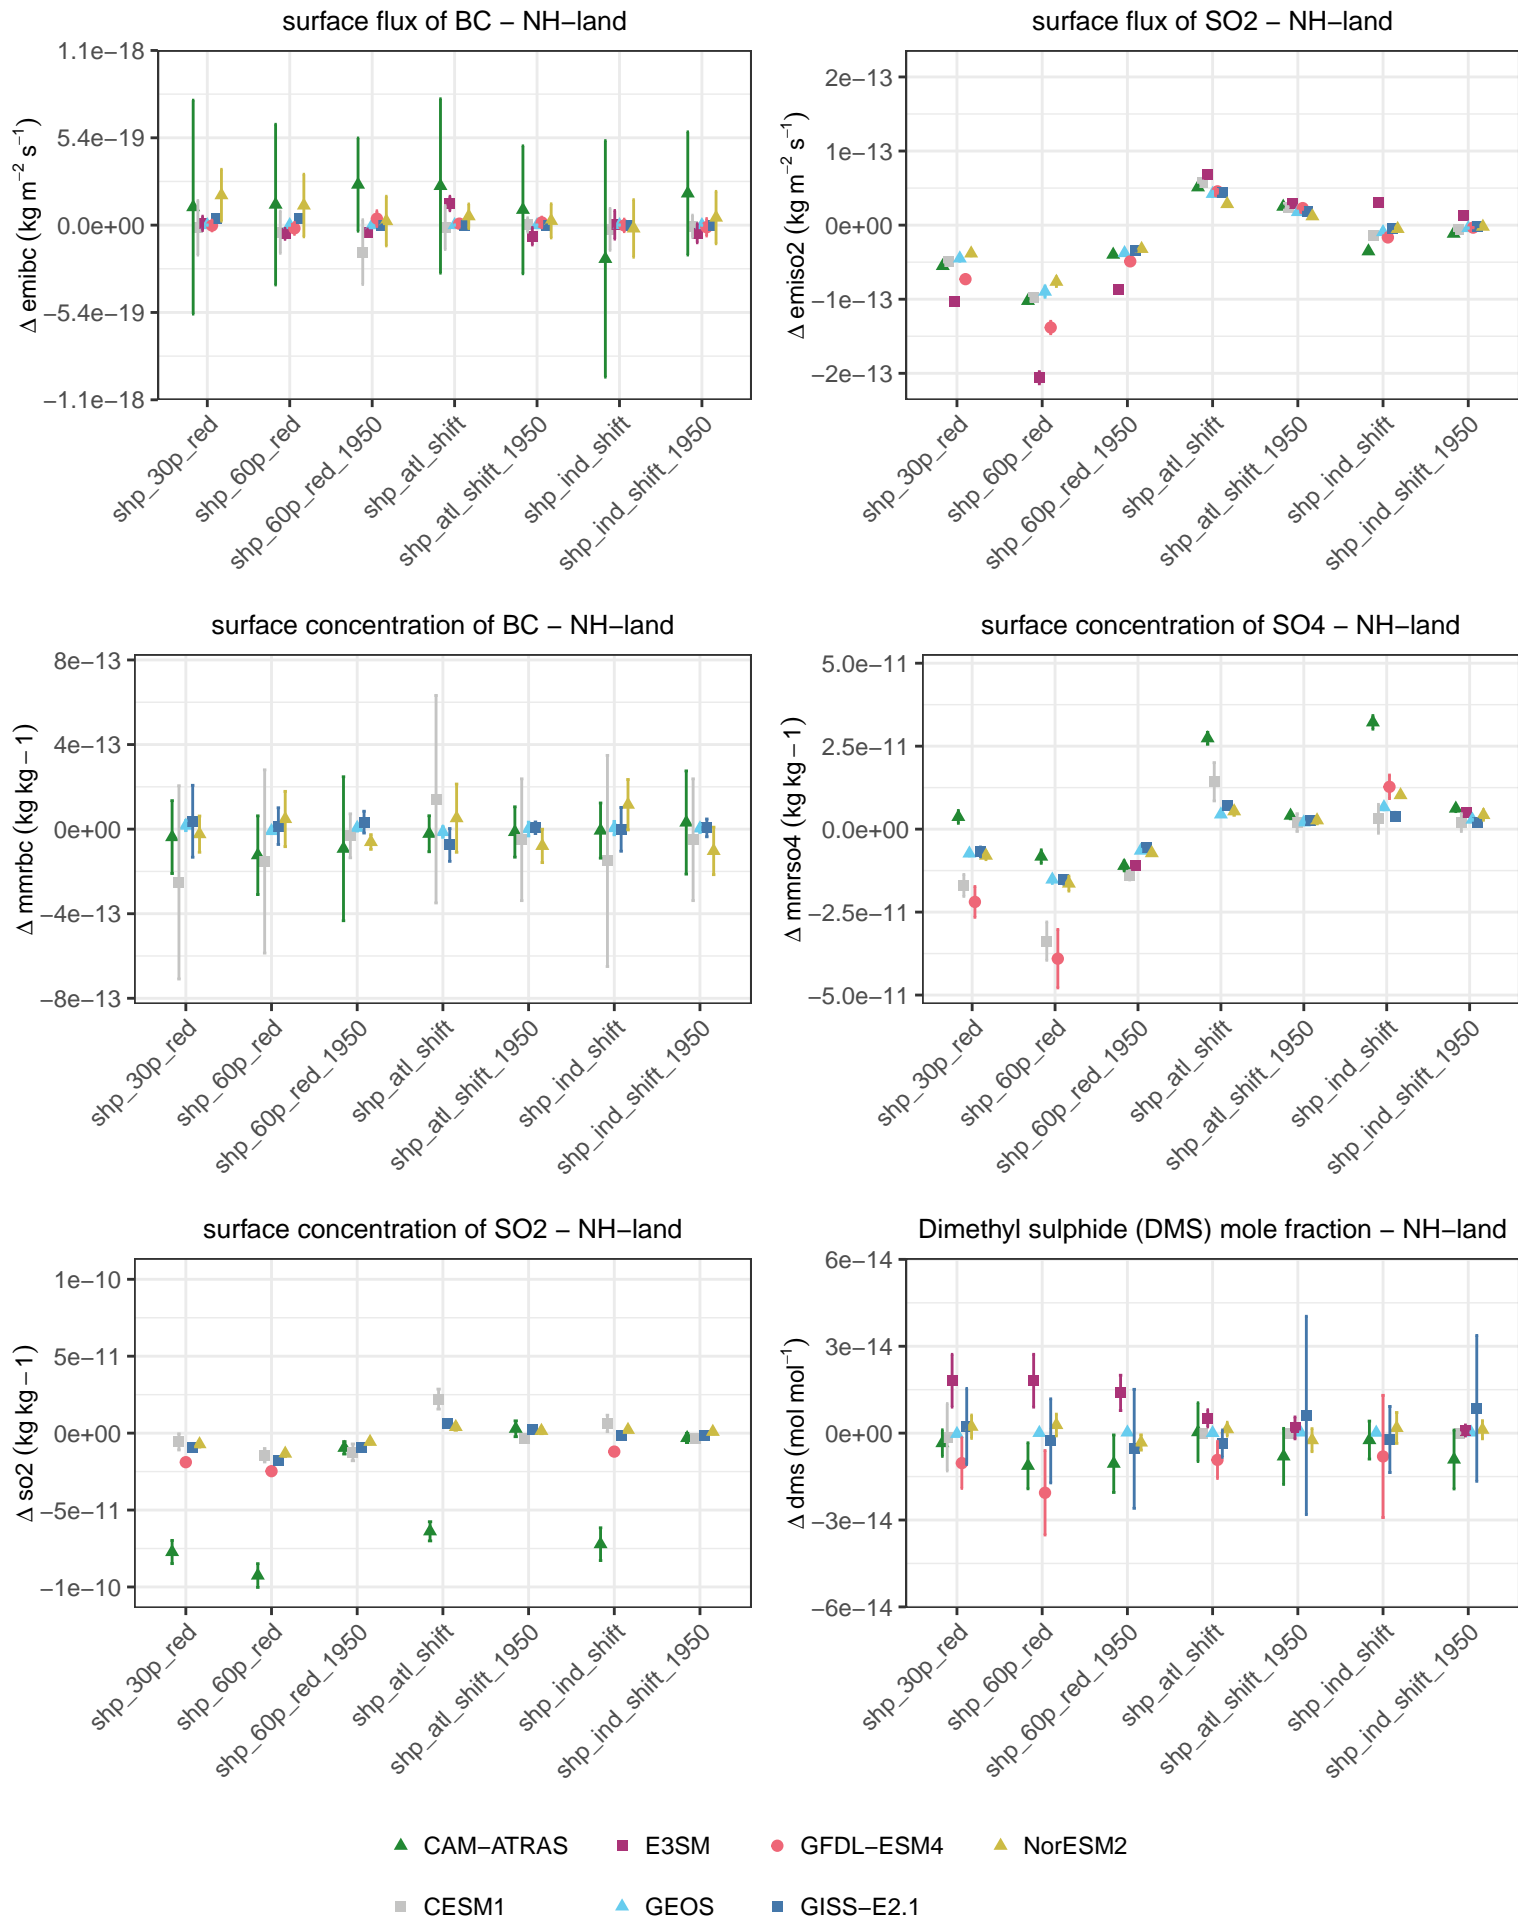 surface flux of BC − NH−land
1.1e−18
5.4e−19
0.0e+00
−5.4e−19
−1.1e−18
Δ emibc (kg m−2 s−1)
shp_30p_red
shp_60p_red
shp_60p_red_1950
shp_atl_shift
shp_atl_shift_1950
shp_ind_shift
shp_ind_shift_1950
surface flux of SO2 − NH−land
2e−13
1e−13
0.0e+00
−1e−13
−2e−13
Δ emiso2 (kg m−2 s−1)
shp_30p_red
shp_60p_red
shp_60p_red_1950
shp_atl_shift
shp_atl_shift_1950
shp_ind_shift
shp_ind_shift_1950
surface concentration of BC − NH−land
8e−13
4e−13
0e+00
−4e−13
−8e−13
Δ mmrbc (kg kg−1)
shp_30p_red
shp_60p_red
shp_60p_red_1950
shp_atl_shift
shp_atl_shift_1950
shp_ind_shift
shp_ind_shift_1950
surface concentration of SO4 − NH−land
5.0e−11
2.5e−11
0.0e+00
−2.5e−11
−5.0e−11
Δ mmrso4 (kg kg−1)
shp_30p_red
shp_60p_red
shp_60p_red_1950
shp_atl_shift
shp_atl_shift_1950
shp_ind_shift
shp_ind_shift_1950
surface concentration of SO2 − NH−land
1e−10
5e−11
0e+00
−5e−11
−1e−10
Δ so2 (kg kg−1)
shp_30p_red
shp_60p_red
shp_60p_red_1950
shp_atl_shift
shp_atl_shift_1950
shp_ind_shift
shp_ind_shift_1950
Dimethyl sulphide (DMS) mole fraction − NH−land
6e−14
3e−14
0e+00
−3e−14
−6e−14
Δ dms (mol mol−1)
shp_30p_red
shp_60p_red
shp_60p_red_1950
shp_atl_shift
shp_atl_shift_1950
shp_ind_shift
shp_ind_shift_1950
CAM−ATRAS E3SM GFDL−ESM4 NorESM2
CESM1 GEOS GISS−E2.1